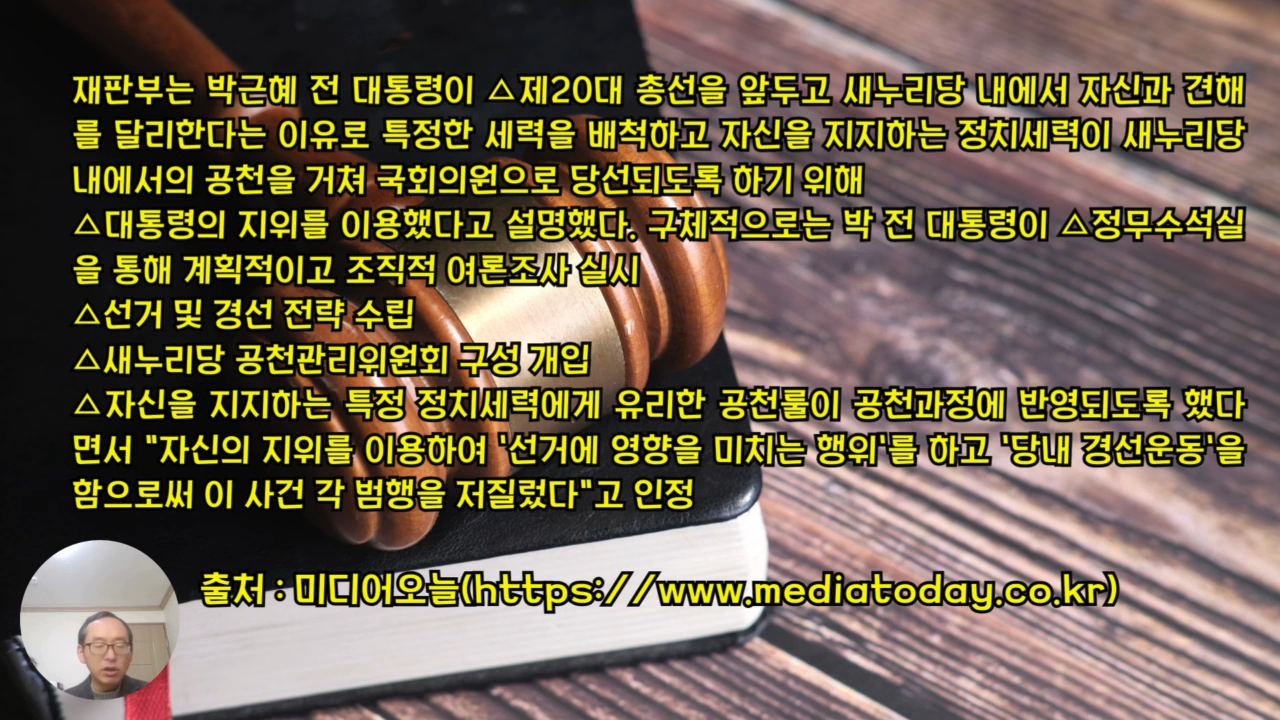 재판부는 박근혜 전 대통령이 △제20대 총선을 앞두고 새누리당 내에서 자신과 견해
를 달리한다는 이유로 특정한 세력을 배척하고 자신을 지지하는 정치세력이 새누리당
내에서의 공천을 거쳐 국회의원으로 당선되도록 하기 위해
△대통령의 지위를 이용했다고 설명했다. 구체적으로는 박 전 대통령이 △정무수석실
을 통해 계획적이고 조직적 여론조사 실시
△선거 및 경선 전략 수립
△새누리당 공천관리위원회 구성 개입
△자신을 지지하는 특정 정치세력에게 유리한 공천룰이 공천과정에 반영되도록 했다
면서 "자신의 지위를 이용하여 '선거에 영향을 미치는 행위'를 하고 '당내 경선운동'을
함으로써 이 사건 각 범행을 저질렀다"고 인정
출처 : 미디어오늘(https://www.mediatoday.co.kr)